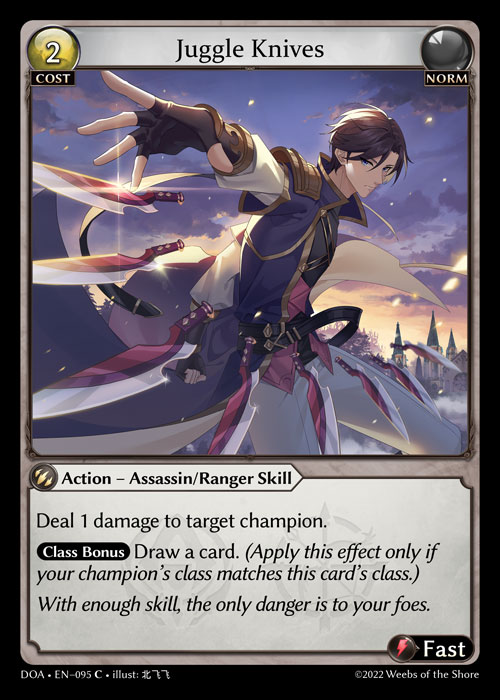 2
Juggle Knives
COST
NORM
Action – Assassin/Ranger Skill
Deal 1 damage to target champion.
Class Bonus Draw a card. (Apply this effect only if
your champion's class matches this card's class.)
With enough skill, the only danger is to your foes.
Fast
DOA • EN–095 C • illust: 北飞飞
©2022 Weebs of the Shore